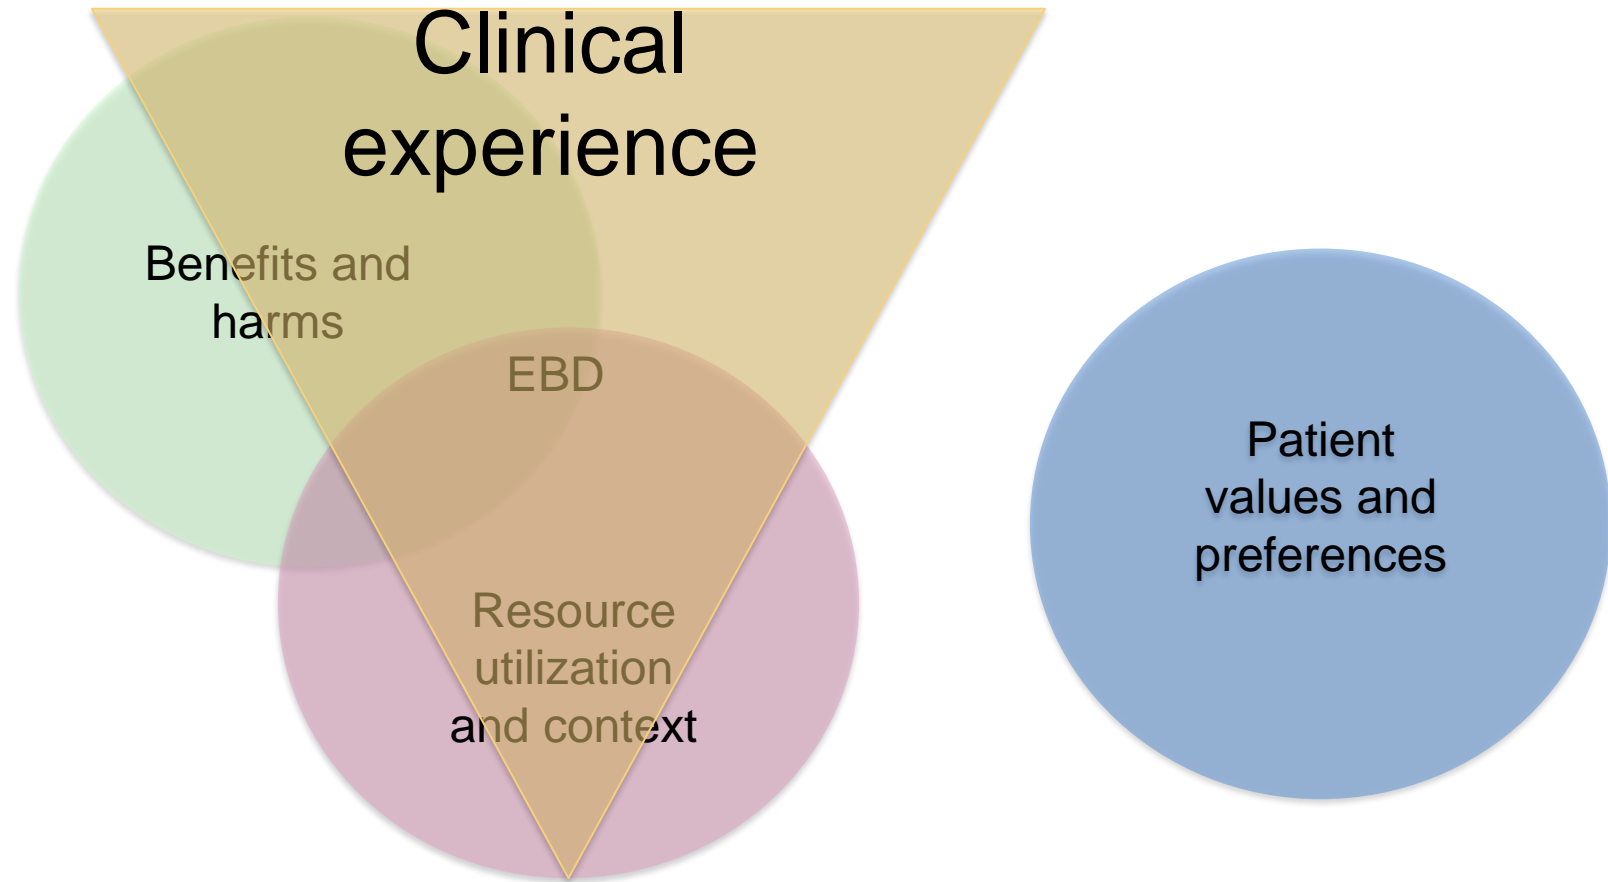 Clinical
experience
Benefits and
harms
EBD
Patient
values and
preferences
Resource
utilization
and context